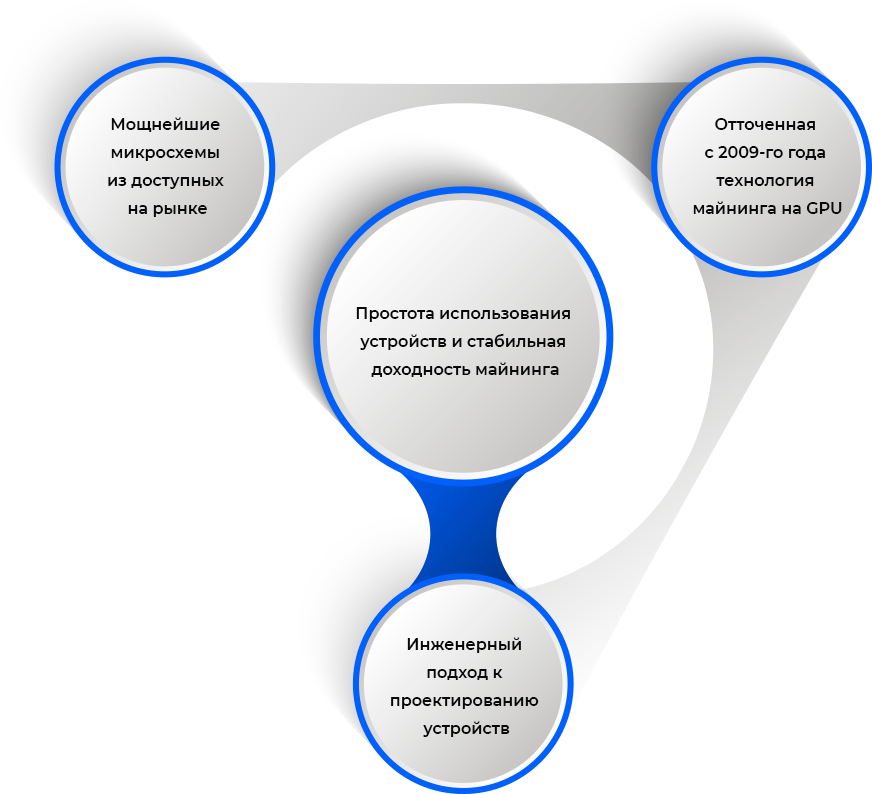 Мощнейшие
микросхемы
из доступных
на рынке
Отточенная
с 2009-го года
технология
майнинга на GPU
Простота использования
устройств и стабильная
доходность майнинга
Инженерный
подход к
проектированию
устройств